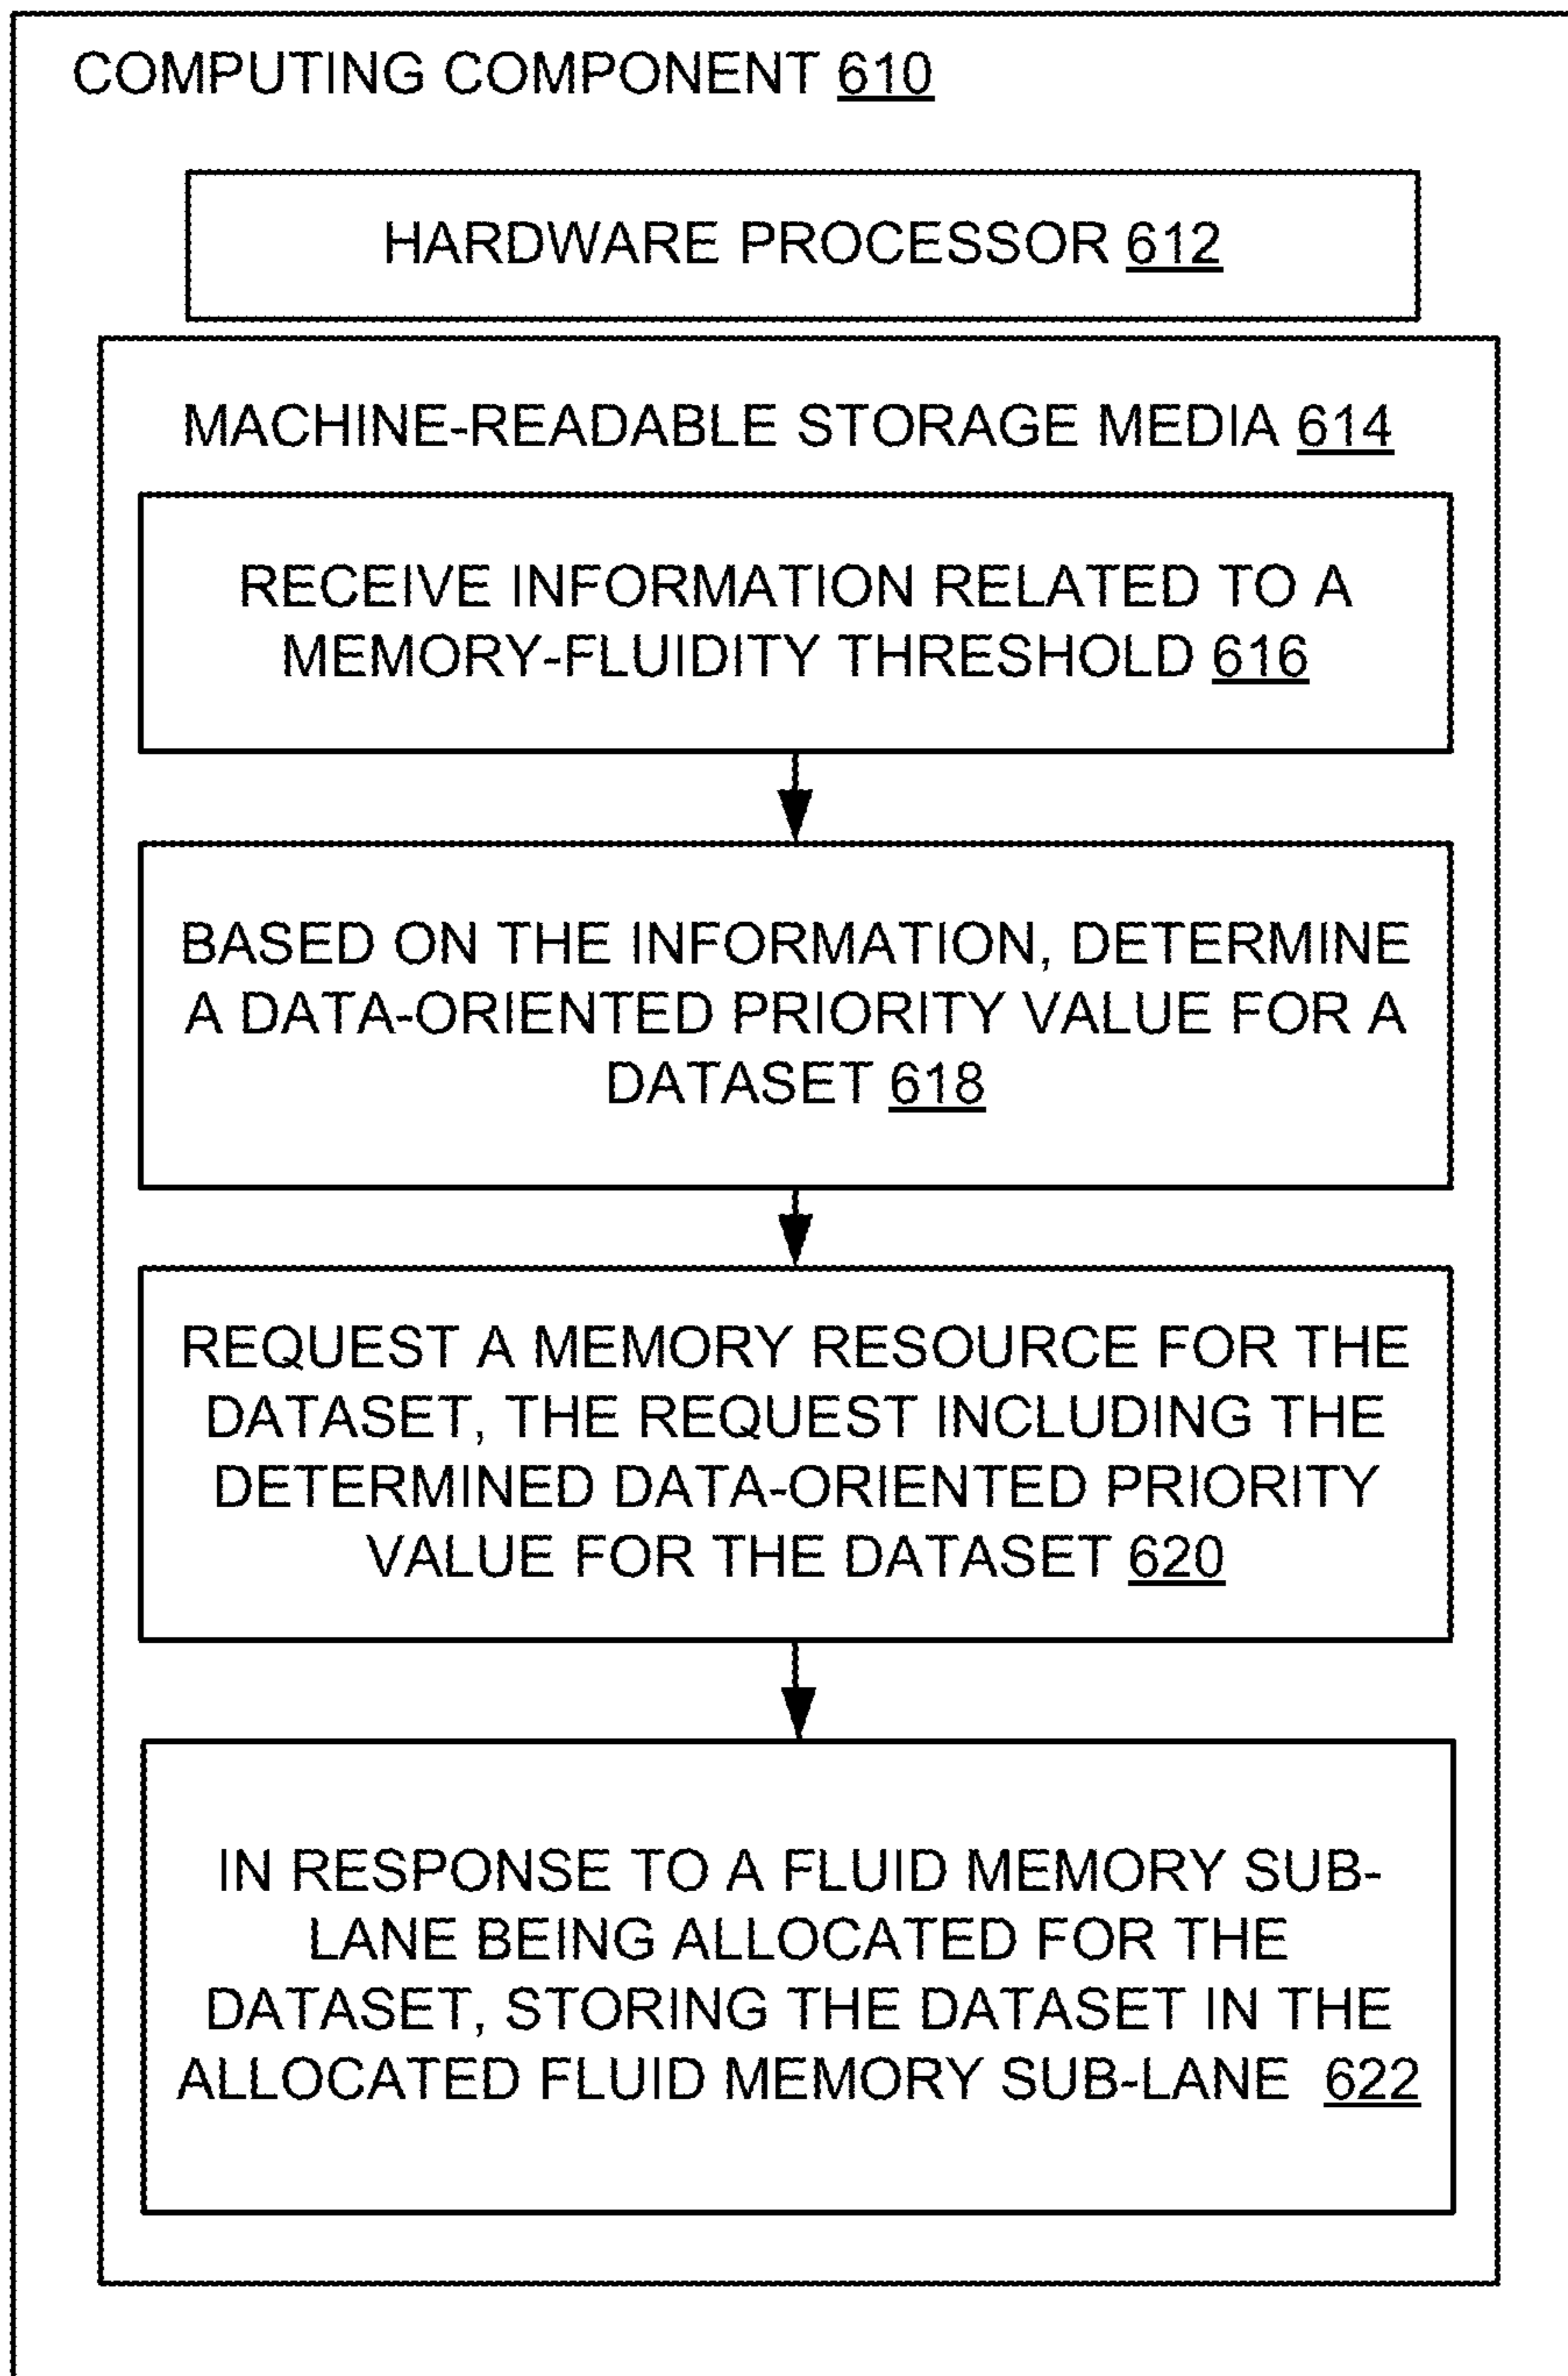 COMPUTING COMPONENT 610
HARDWARE PROCESSOR 612
MACHINE-READABLE STORAGE MEDIA 614
RECEIVE INFORMATION RELATED TO A
MEMORY-FLUIDITY THRESHOLD 616
BASED ON THE INFORMATION, DETERMINE
A DATA-ORIENTED PRIORITY VALUE FOR A
DATASET 618
REQUEST A MEMORY RESOURCE FOR THE
DATASET, THE REQUEST INCLUDING THE
DETERMINED DATA-ORIENTED PRIORITY
VALUE FOR THE DATASET 620
IN RESPONSE TO A FLUID MEMORY SUB-
LANE BEING ALLOCATED FOR THE
DATASET, STORING THE DATASET IN THE
ALLOCATED FLUID MEMORY SUB-LANE 622